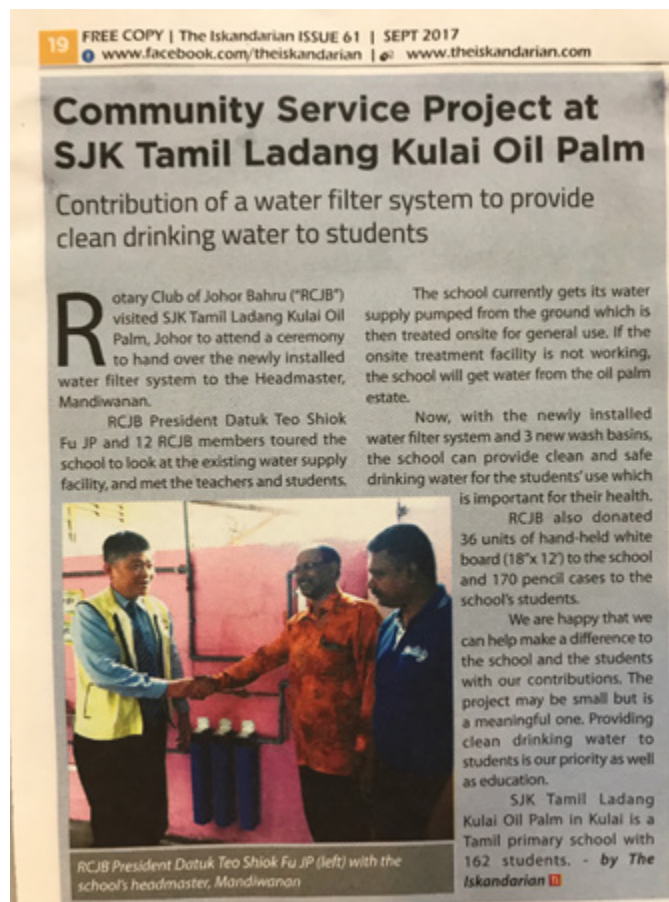 19
FREE COPY | The Iskandarian ISSUE 61 | SEPT 2017
www.facebook.com/theiskandarian | www.theiskandarian.com
Community Service Project at
SJK Tamil Ladang Kulai Oil Palm
Contribution of a water filter system to provide
clean drinking water to students
Rotary Club of Johor Bahru ("RCJB")
visited SJK Tamil Ladang Kulai Oil
Palm, Johor to attend a ceremony
to hand over the newly installed
water filter system to the Headmaster,
Mandiwanan.
RCJB President Datuk Teo Shiok
Fu JP and 12 RCJB members toured the
school to look at the existing water supply
facility, and met the teachers and students.
The school currently gets its water
supply pumped from the ground which is
then treated onsite for general use. If the
onsite treatment facility is not working,
the school will get water from the oil palm
estate.
Now, with the newly installed
water filter system and 3 new wash basins,
the school can provide clean and safe
drinking water for the students' use which
is important for their health.
RCJB also donated
36 units of hand-held white
board (18"x 12') to the school
and 170 pencil cases to the
school's students.
We are happy that we
can help make a difference to
the school and the students
with our contributions. The
project may be small but is
a meaningful one. Providing
clean drinking water to
students is our priority as well
as education.
SJK Tamil Ladang
Kulai Oil Palm in Kulai is a
Tamil primary school with
162 students. - by The
Iskandarian
RCJB President Datuk Teo Shiok Fu JP (left) with the
school's headmaster, Mandiwanan